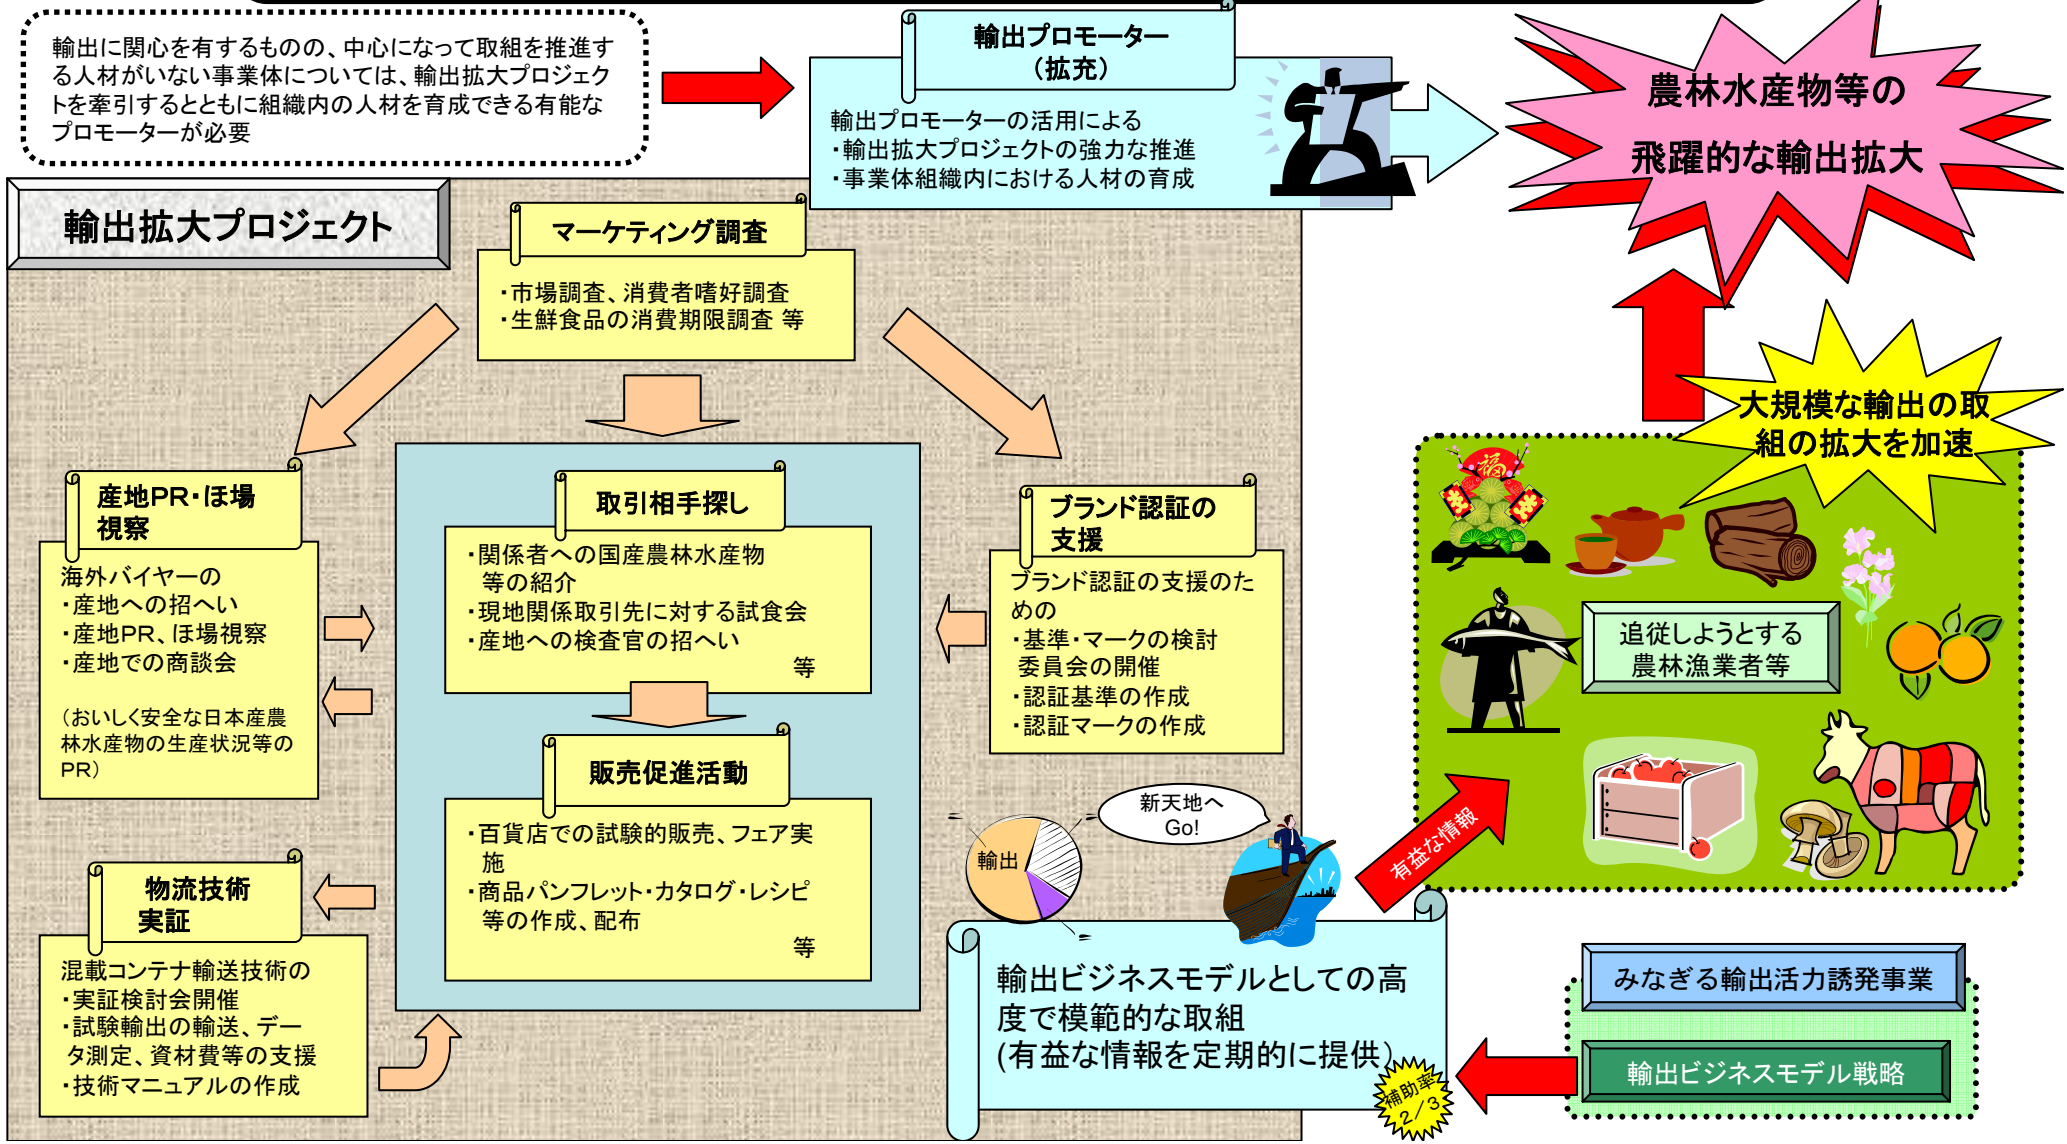 輸出に関心を有するものの、中心になって取組を推進す
る人材がいない事業体については、輸出拡大プロジェク
トを牽引するとともに組織内の人材を育成できる有能な
プロモーターが必要
輸出プロモーター
（拡充）
輸出プロモーターの活用による
・輸出拡大プロジェクトの強力な推進
・事業体組織内における人材の育成
農林水産物等の
飛躍的な輸出拡大
輸出拡大プロジェクト
マーケティング調査
・市場調査、消費者嗜好調査
・生鮮食品の消費期限調査 等
産地PR・ほ場
視察
海外バイヤーの
・産地への招へい
・産地PR、ほ場視察
・産地での商談会
（おいしく安全な日本産農
林水産物の生産状況等の
PR）
取引相手探し
・関係者への国産農林水産物
等の紹介
・現地関係取引先に対する試食会
・産地への検査官の招へい
等
販売促進活動
・百貨店での試験的販売、フェア実
施
・商品パンフレット・カタログ・レシピ
等の作成、配布
等
ブランド認証の
支援
ブランド認証の支援のた
めの
・基準・マークの検討
委員会の開催
・認証基準の作成
・認証マークの作成
物流技術
実証
混載コンテナ輸送技術の
・実証検討会開催
・試験輸出の輸送、デー
タ測定、資材費等の支援
・技術マニュアルの作成
大規模な輸出の取
組の拡大を加速
福
追従しようとする
農林漁業者等
有益な情報
新天地へ
Go!
輸出
輸出ビジネスモデルとしての高
度で模範的な取組
(有益な情報を定期的に提供）
補助率
２／３
みなぎる輸出活力誘発事業
輸出ビジネスモデル戦略